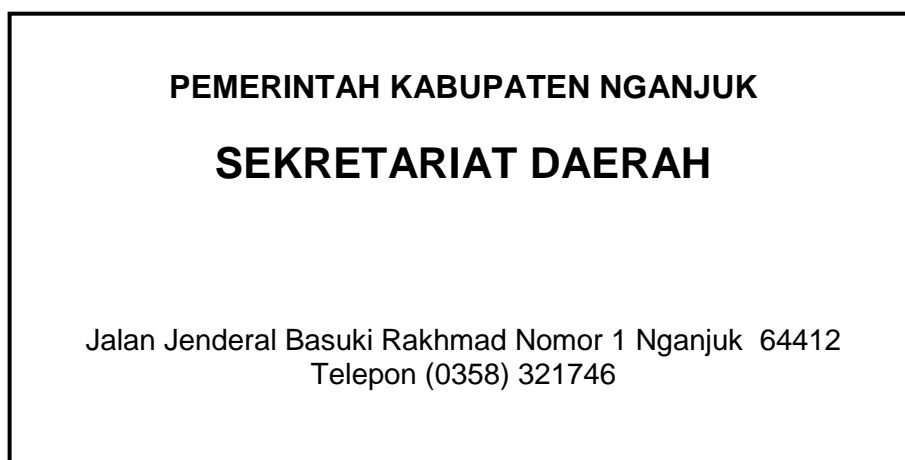 PEMERINTAH KABUPATEN NGANJUK
SEKRETARIAT DAERAH
Jalan Jenderal Basuki Rakhmad Nomor 1 Nganjuk  64412
Telepon (0358) 321746